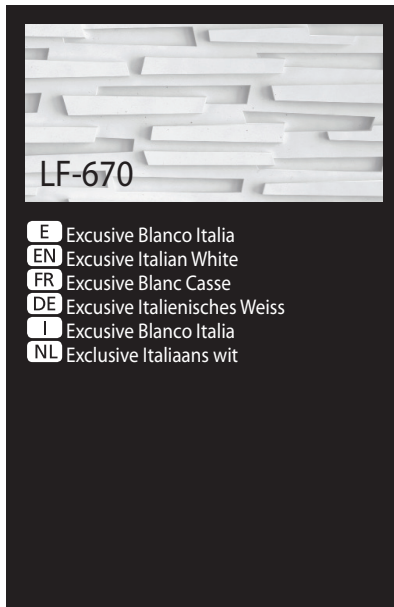 LF-670
E Excusive Blanco Italia
EN Excusive Italian White
FR Excusive Blanc Casse
DE Excusive Italienisches Weiss
I Excusive Blanco Italia
NL Exclusive Italiaans wit